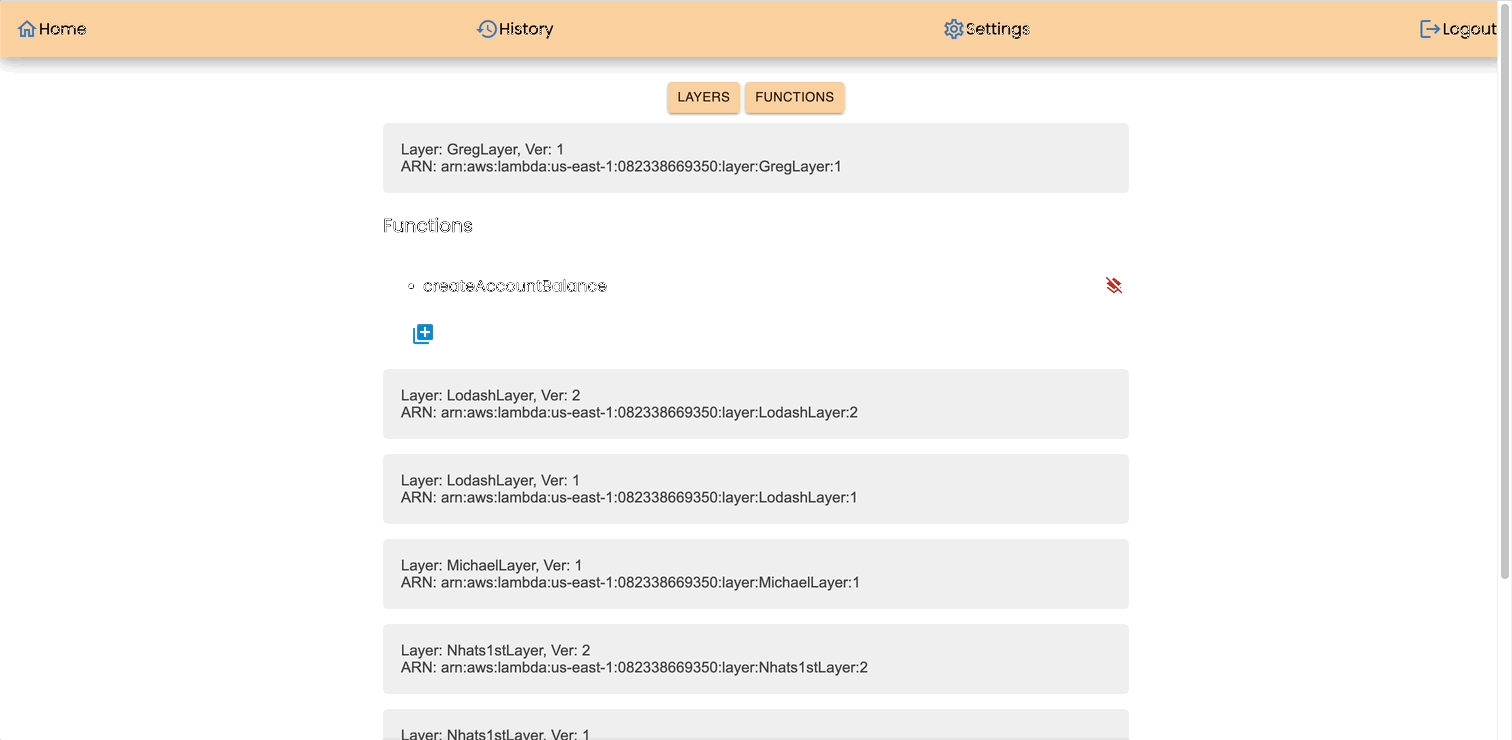 Home History Settings Logout
LAYERS FUNCTIONS
Layer: GregLayer, Ver: 1
ARN: arn:aws:lambda:us-east-1:082338669350:layer:GregLayer:1
Functions
createAccountBalance
Layer: LodashLayer, Ver: 2
ARN: arn:aws:lambda:us-east-1:082338669350:layer:LodashLayer:2
Layer: LodashLayer, Ver: 1
ARN: arn:aws:lambda:us-east-1:082338669350:layer:LodashLayer:1
Layer: MichaelLayer, Ver: 1
ARN: arn:aws:lambda:us-east-1:082338669350:layer:MichaelLayer:1
Layer: Nhats1stLayer, Ver: 2
ARN: arn:aws:lambda:us-east-1:082338669350:layer:Nhats1stLayer:2
Layer: Nhats1stLayer, Ver: 1